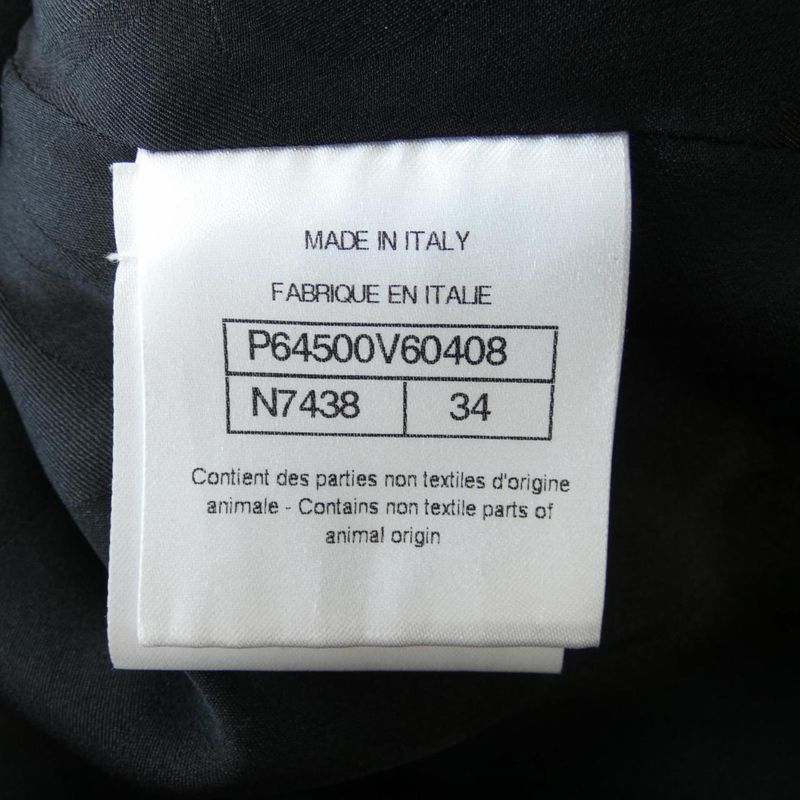 MADE IN ITALY
FABRIQUE EN ITALIE
P64500V60408
N7438 34
Contient des parties non textiles d'origine
animale - Contains non textile parts of
animal origin